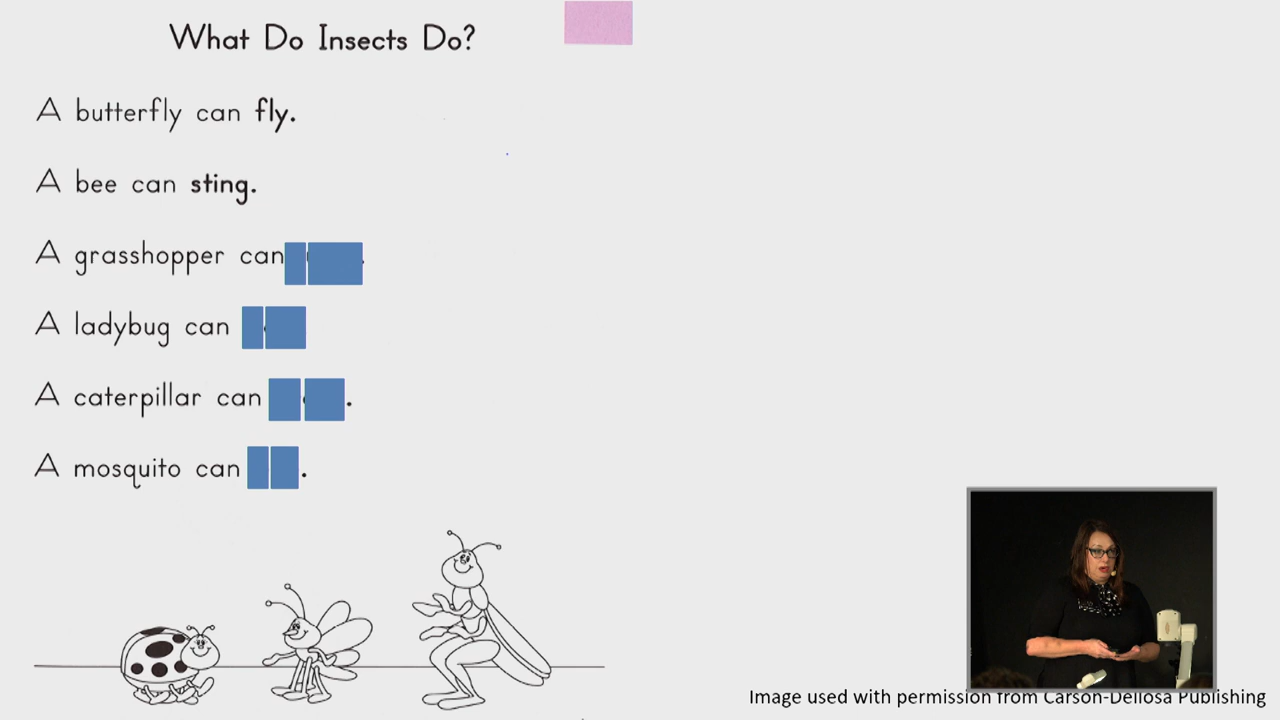 What Do Insects Do?
A butterfly can fly.
A bee can sting.
A grasshopper can .
A ladybug can
A caterpillar can .
A mosquito can .
Image used with permission from Carson-Dellosa Publishing